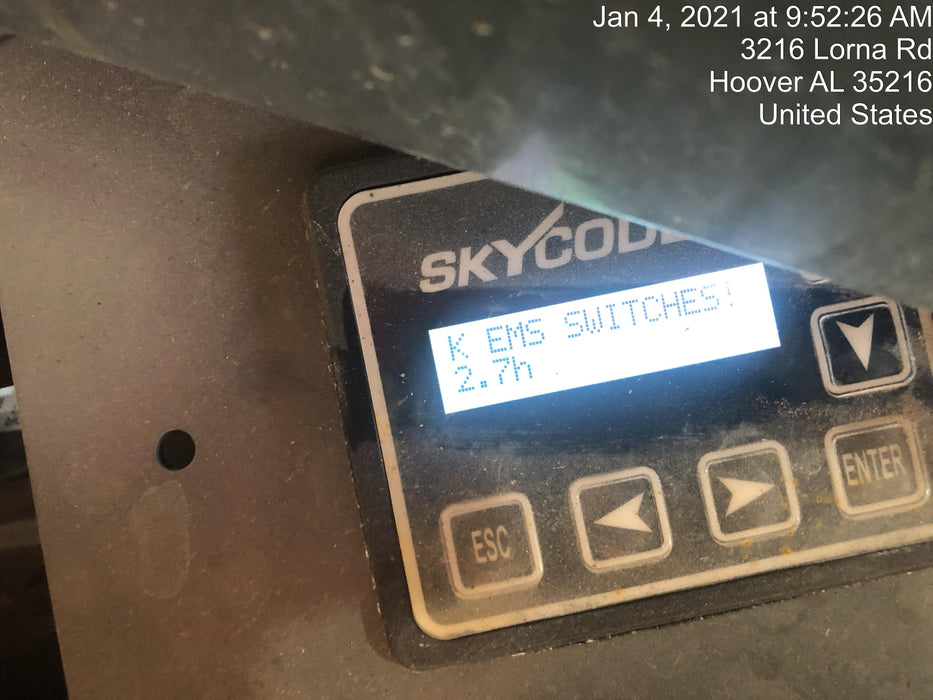 Jan 4, 2021 at 9:52:26 AM
3216 Lorna Rd
Hoover AL 35216
United States
SKYCODE
K EMS SWITCHES!
2.7h
ESC
ENTER